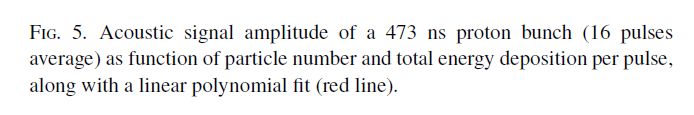 FIG. 5. Acoustic signal amplitude of a 473 ns proton bunch (16 pulses
average) as function of particle number and total energy deposition per pulse,
along with a linear polynomial fit (red line).